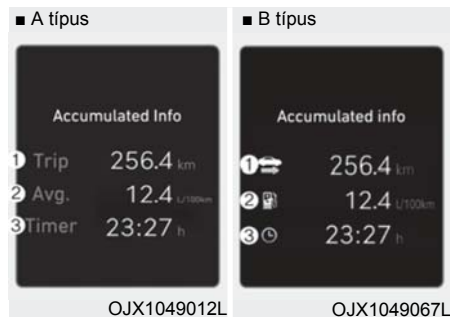 ■ A típus
Accumulated Info
1 Trip 256.4 km
2 Avg. 12.4 L/100km
3 Timer 23:27 h
OJX1049012L
■ B típus
Accumulated info
1 256.4 km
2 12.4 L/100km
3 23:27 h
OJX1049067L